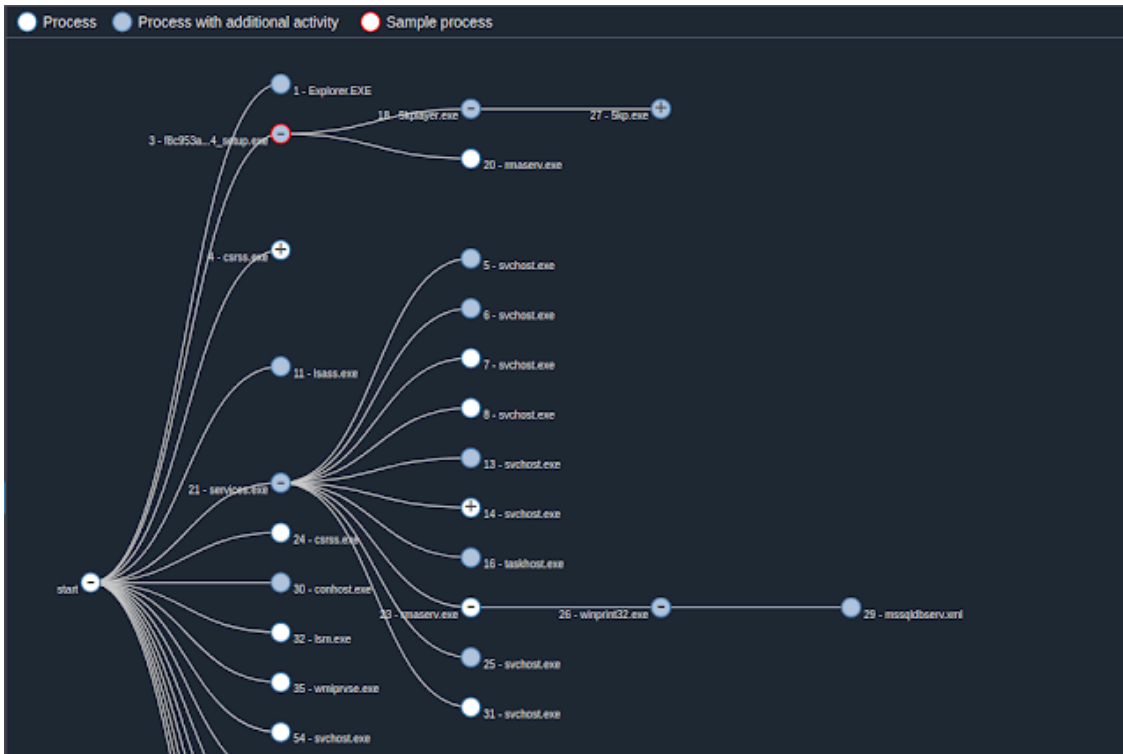 Process Process with additional activity Sample process
1 - Explorer.EXE
18 - 5kplayer.exe
27 - 5kp.exe
3 - f8c953a...4_setup.exe
20 - rmaserv.exe
4 - csrss.exe
5 - svchost.exe
6 - svchost.exe
7 - svchost.exe
11 - lsass.exe
8 - svchost.exe
13 - svchost.exe
21 - services.exe
14 - svchost.exe
24 - csrss.exe
16 - taskhost.exe
start
30 - conhost.exe
23 - rmaserv.exe
26 - winprint32.exe
29 - mssqldbserv.xml
32 - lsm.exe
25 - svchost.exe
35 - wmiprvse.exe
31 - svchost.exe
54 - svchost.exe